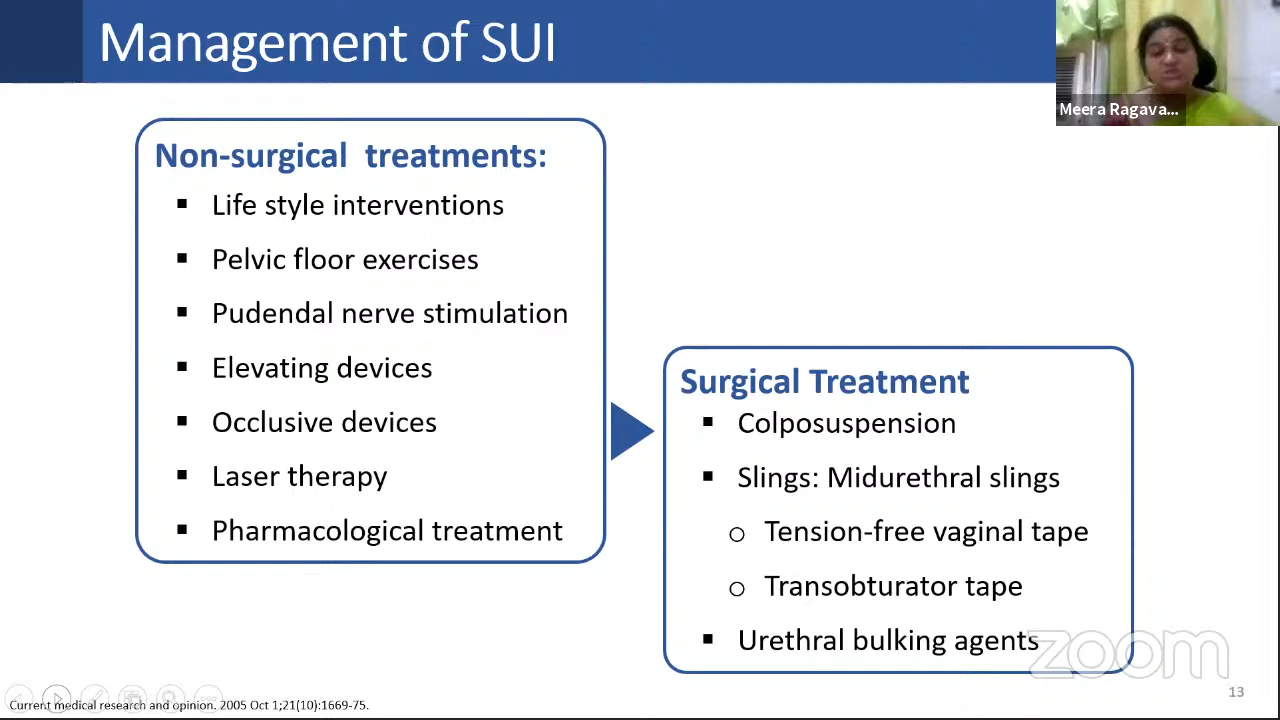 Management of SUI
Meera Ragava...
Non-surgical treatments:
▪ Life style interventions
▪ Pelvic floor exercises
▪ Pudendal nerve stimulation
▪ Elevating devices
▪ Occlusive devices
▪ Laser therapy
▪ Pharmacological treatment
Surgical Treatment
▪ Colposuspension
▪ Slings: Midurethral slings
o Tension-free vaginal tape
o Transobturator tape
▪ Urethral bulking agents
zoom
13
Current medical research and opinion. 2005 Oct 1;21(10):1669-75.